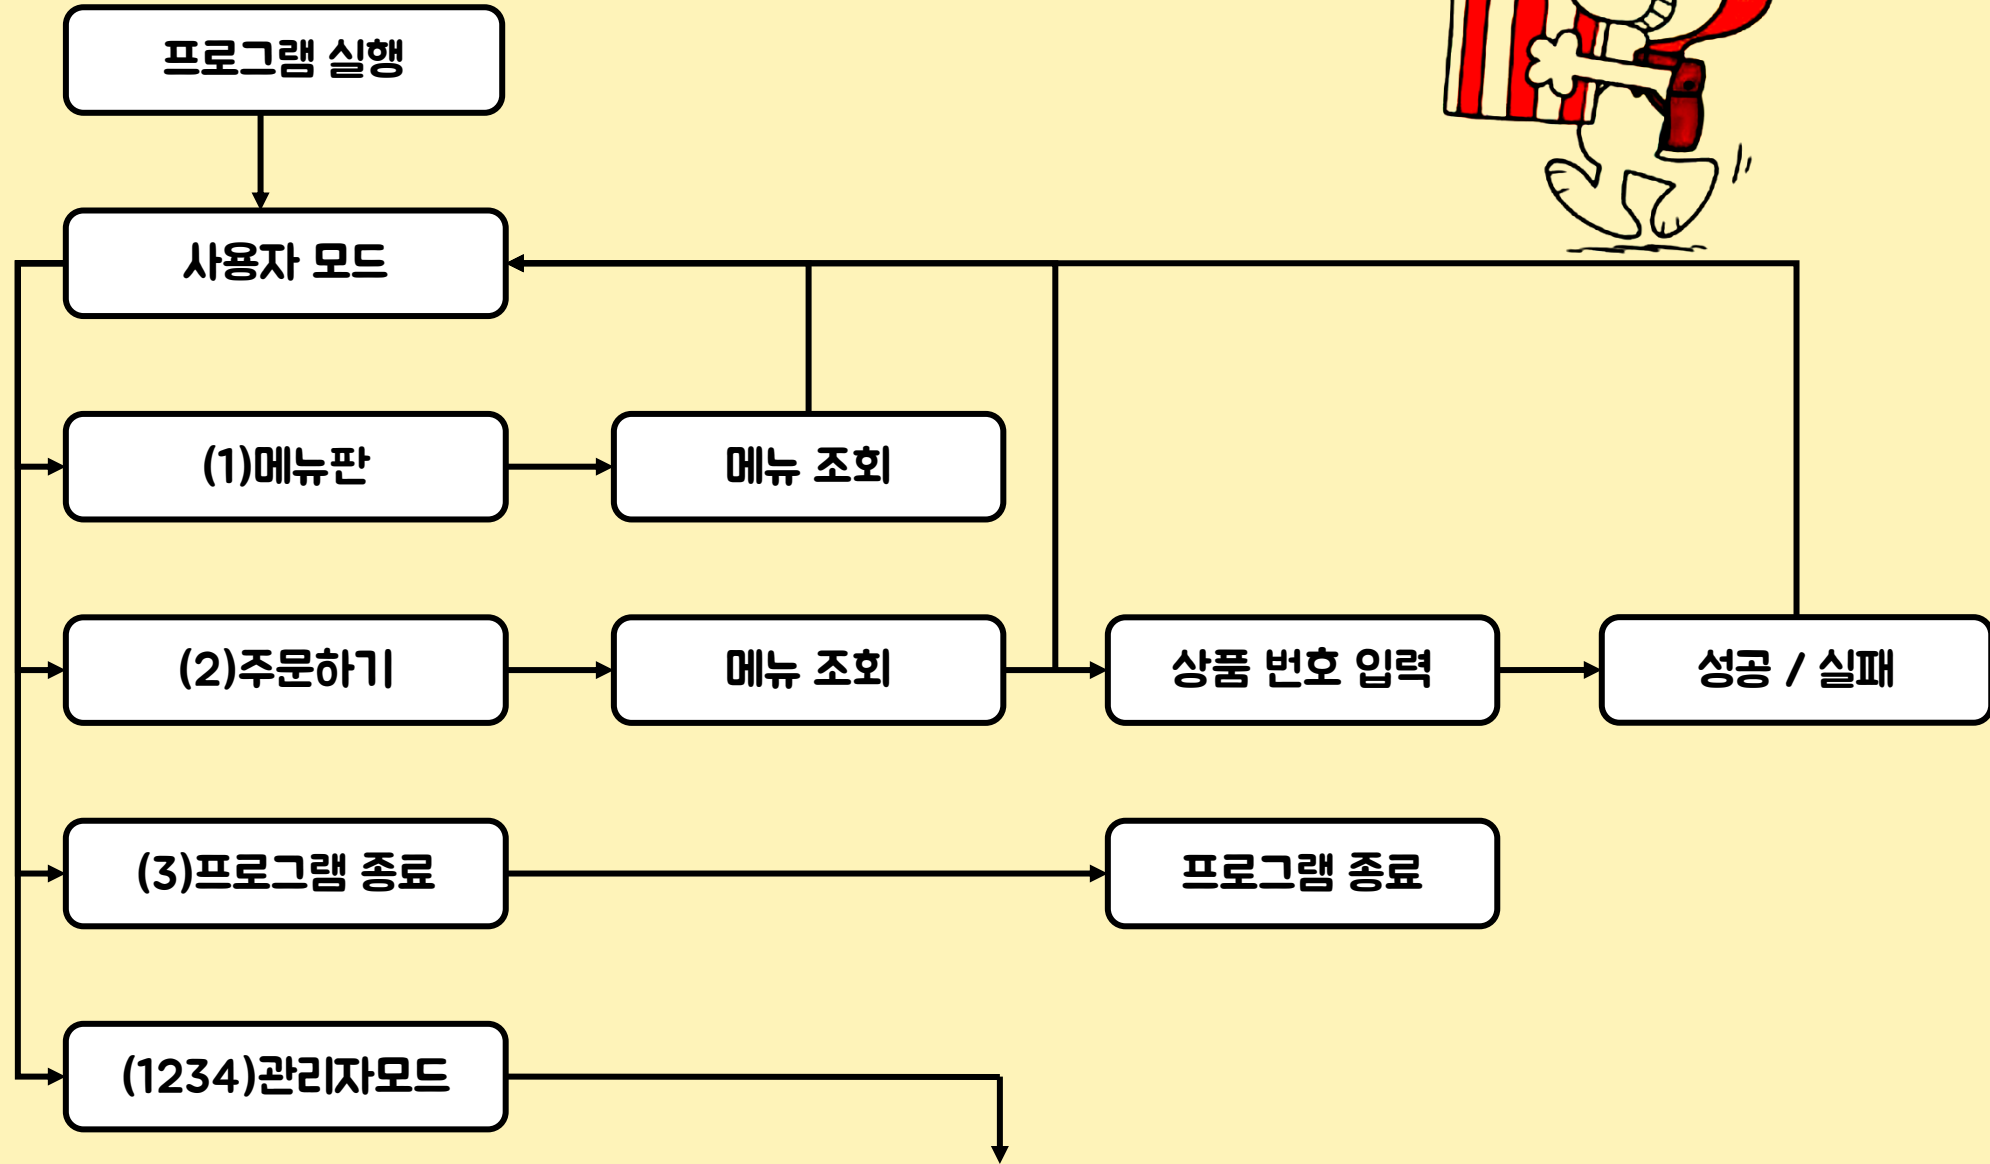 프로그램 실행
사용자 모드
(1)메뉴판
메뉴 조회
(2)주문하기
메뉴 조회
상품 번호 입력
성공 / 실패
(3)프로그램 종료
프로그램 종료
(1234)관리자모드